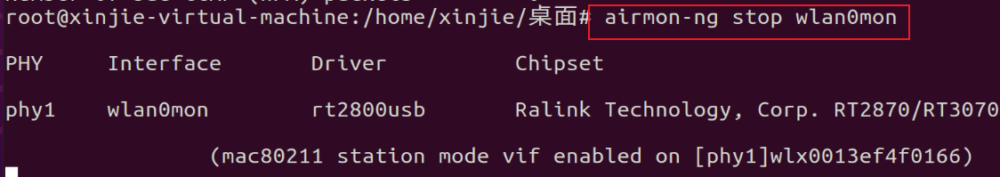 root@xinjie-virtual-machine:/home/xinjie/桌面# airmon-ng stop wlan0mon
PHY Interface Driver Chipset
phy1 wlan0mon rt2800usb Ralink Technology, Corp. RT2870/RT3070
(mac80211 station mode vif enabled on [phy1]wlx0013ef4f0166)